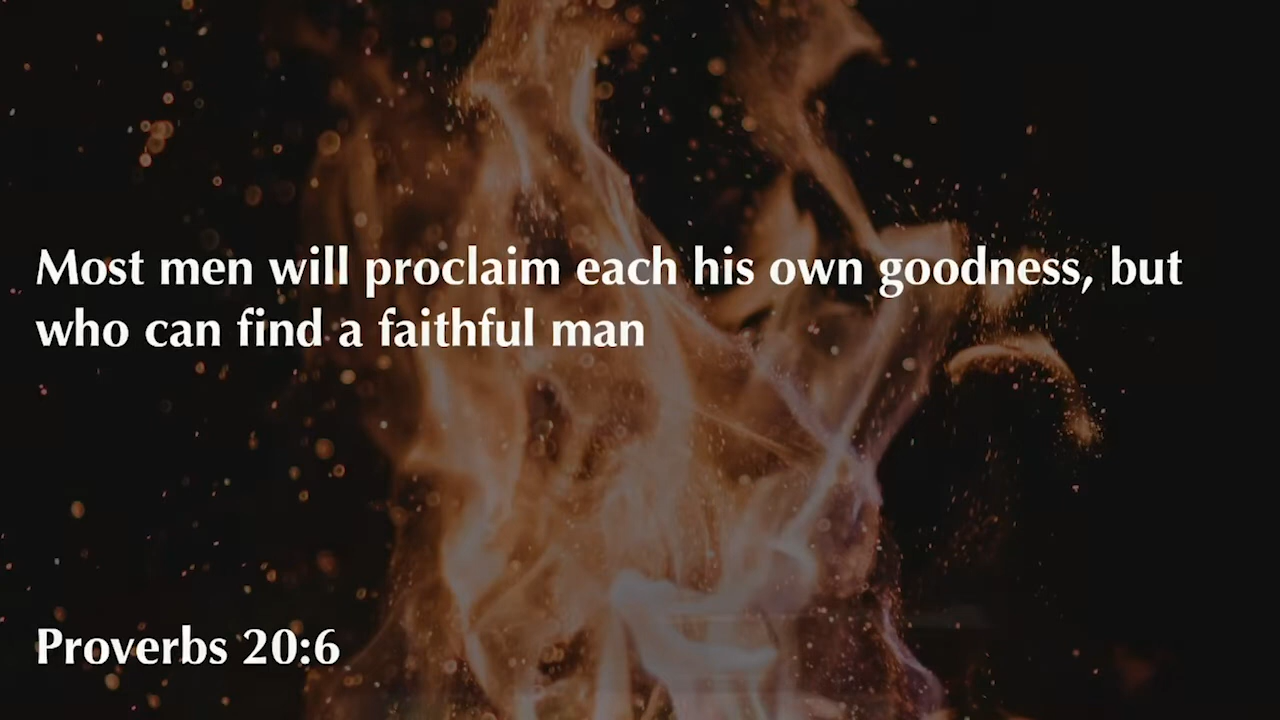 Most men will proclaim each his own goodness, but
who can find a faithful man
Proverbs 20:6